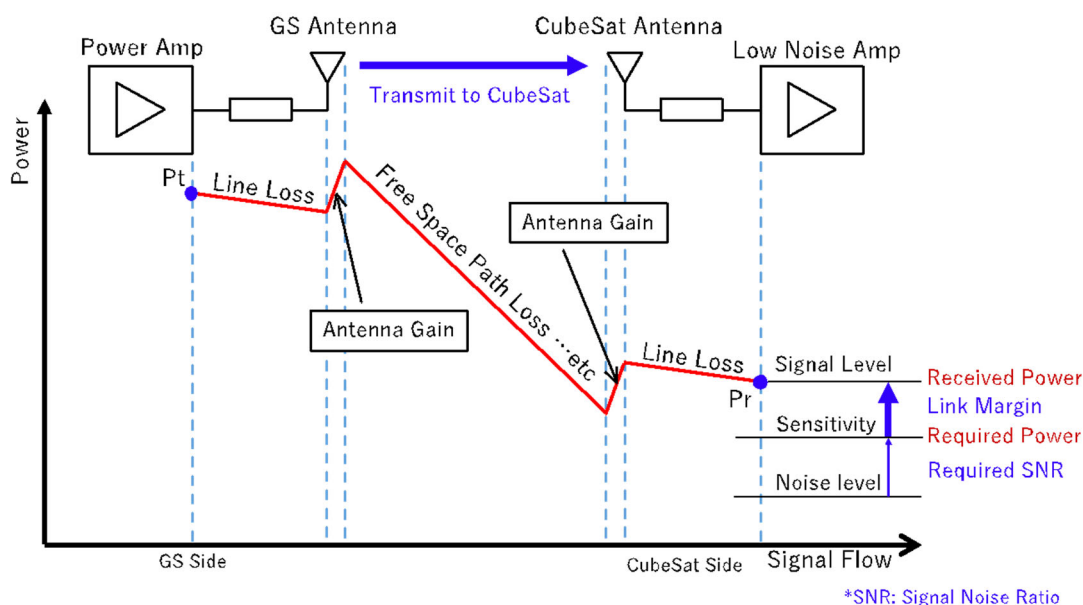 GS Antenna
CubeSat Antenna
Power Amp
Low Noise Amp
Transmit to CubeSat
Power
Pt
Line Loss
Free Space Path Loss …etc
Antenna Gain
Antenna Gain
Line Loss
Signal Level
Received Power
Pr
Link Margin
Sensitivity
Required Power
Required SNR
Noise level
GS Side
CubeSat Side
Signal Flow
*SNR: Signal Noise Ratio